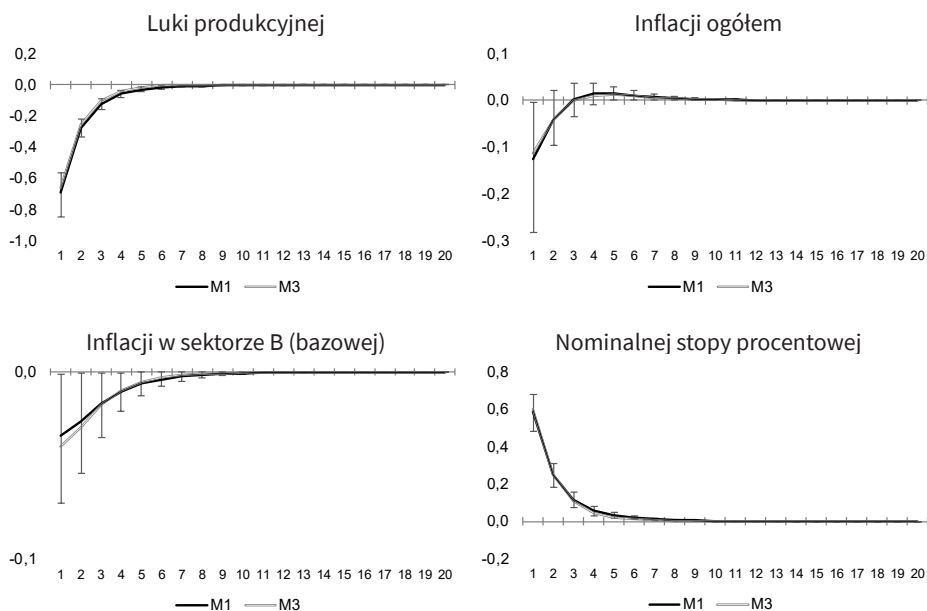 Luki produkcyjnej
0,2
0,0
-0,2
-0,4
-0,6
-0,8
-1,0
1 2 3 4 5 6 7 8 9 10 11 12 13 14 15 16 17 18 19 20
M1 M3
Inflacji ogółem
0,1
0,0
-0,1
-0,2
-0,3
1 2 3 4 5 6 7 8 9 10 11 12 13 14 15 16 17 18 19 20
M1 M3
Inflacji w sektorze B (bazowej)
0,0
-0,1
1 2 3 4 5 6 7 8 9 10 11 12 13 14 15 16 17 18 19 20
M1 M3
Nominalnej stopy procentowej
0,8
0,6
0,4
0,2
0,0
-0,2
1 2 3 4 5 6 7 8 9 10 11 12 13 14 15 16 17 18 19 20
M1 M3